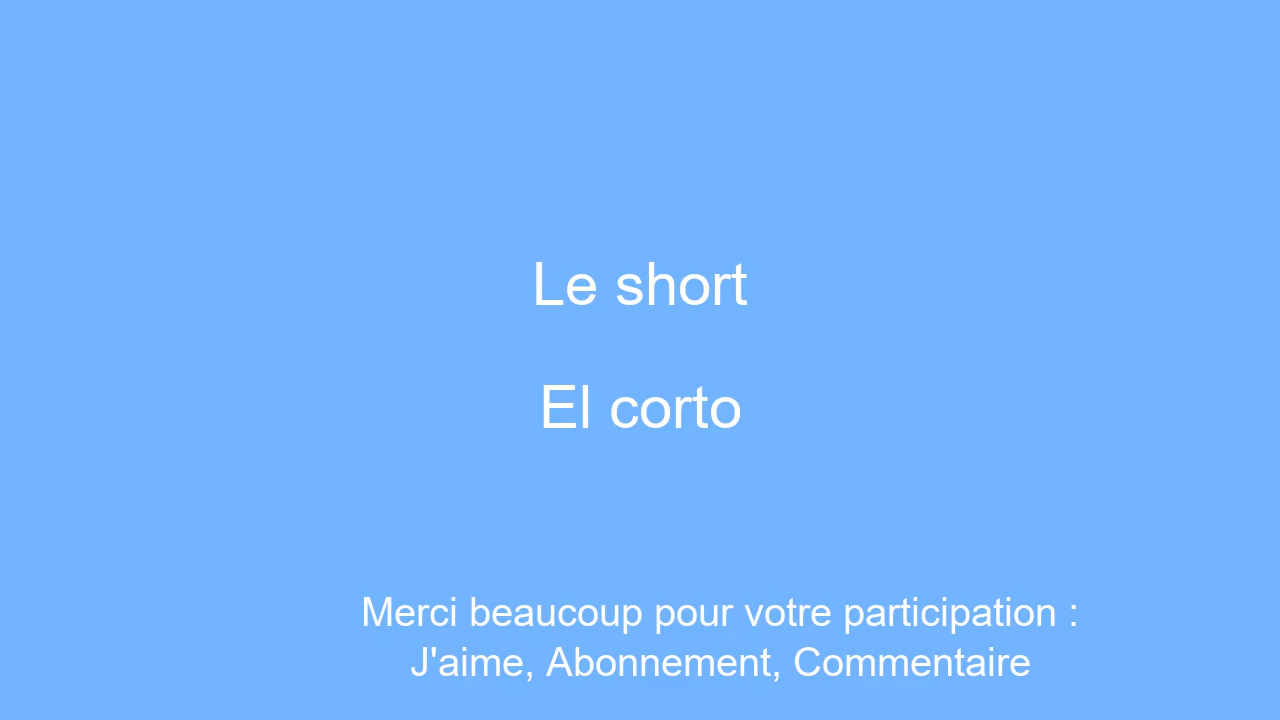 Le short
El corto
Merci beaucoup pour votre participation :
J'aime, Abonnement, Commentaire